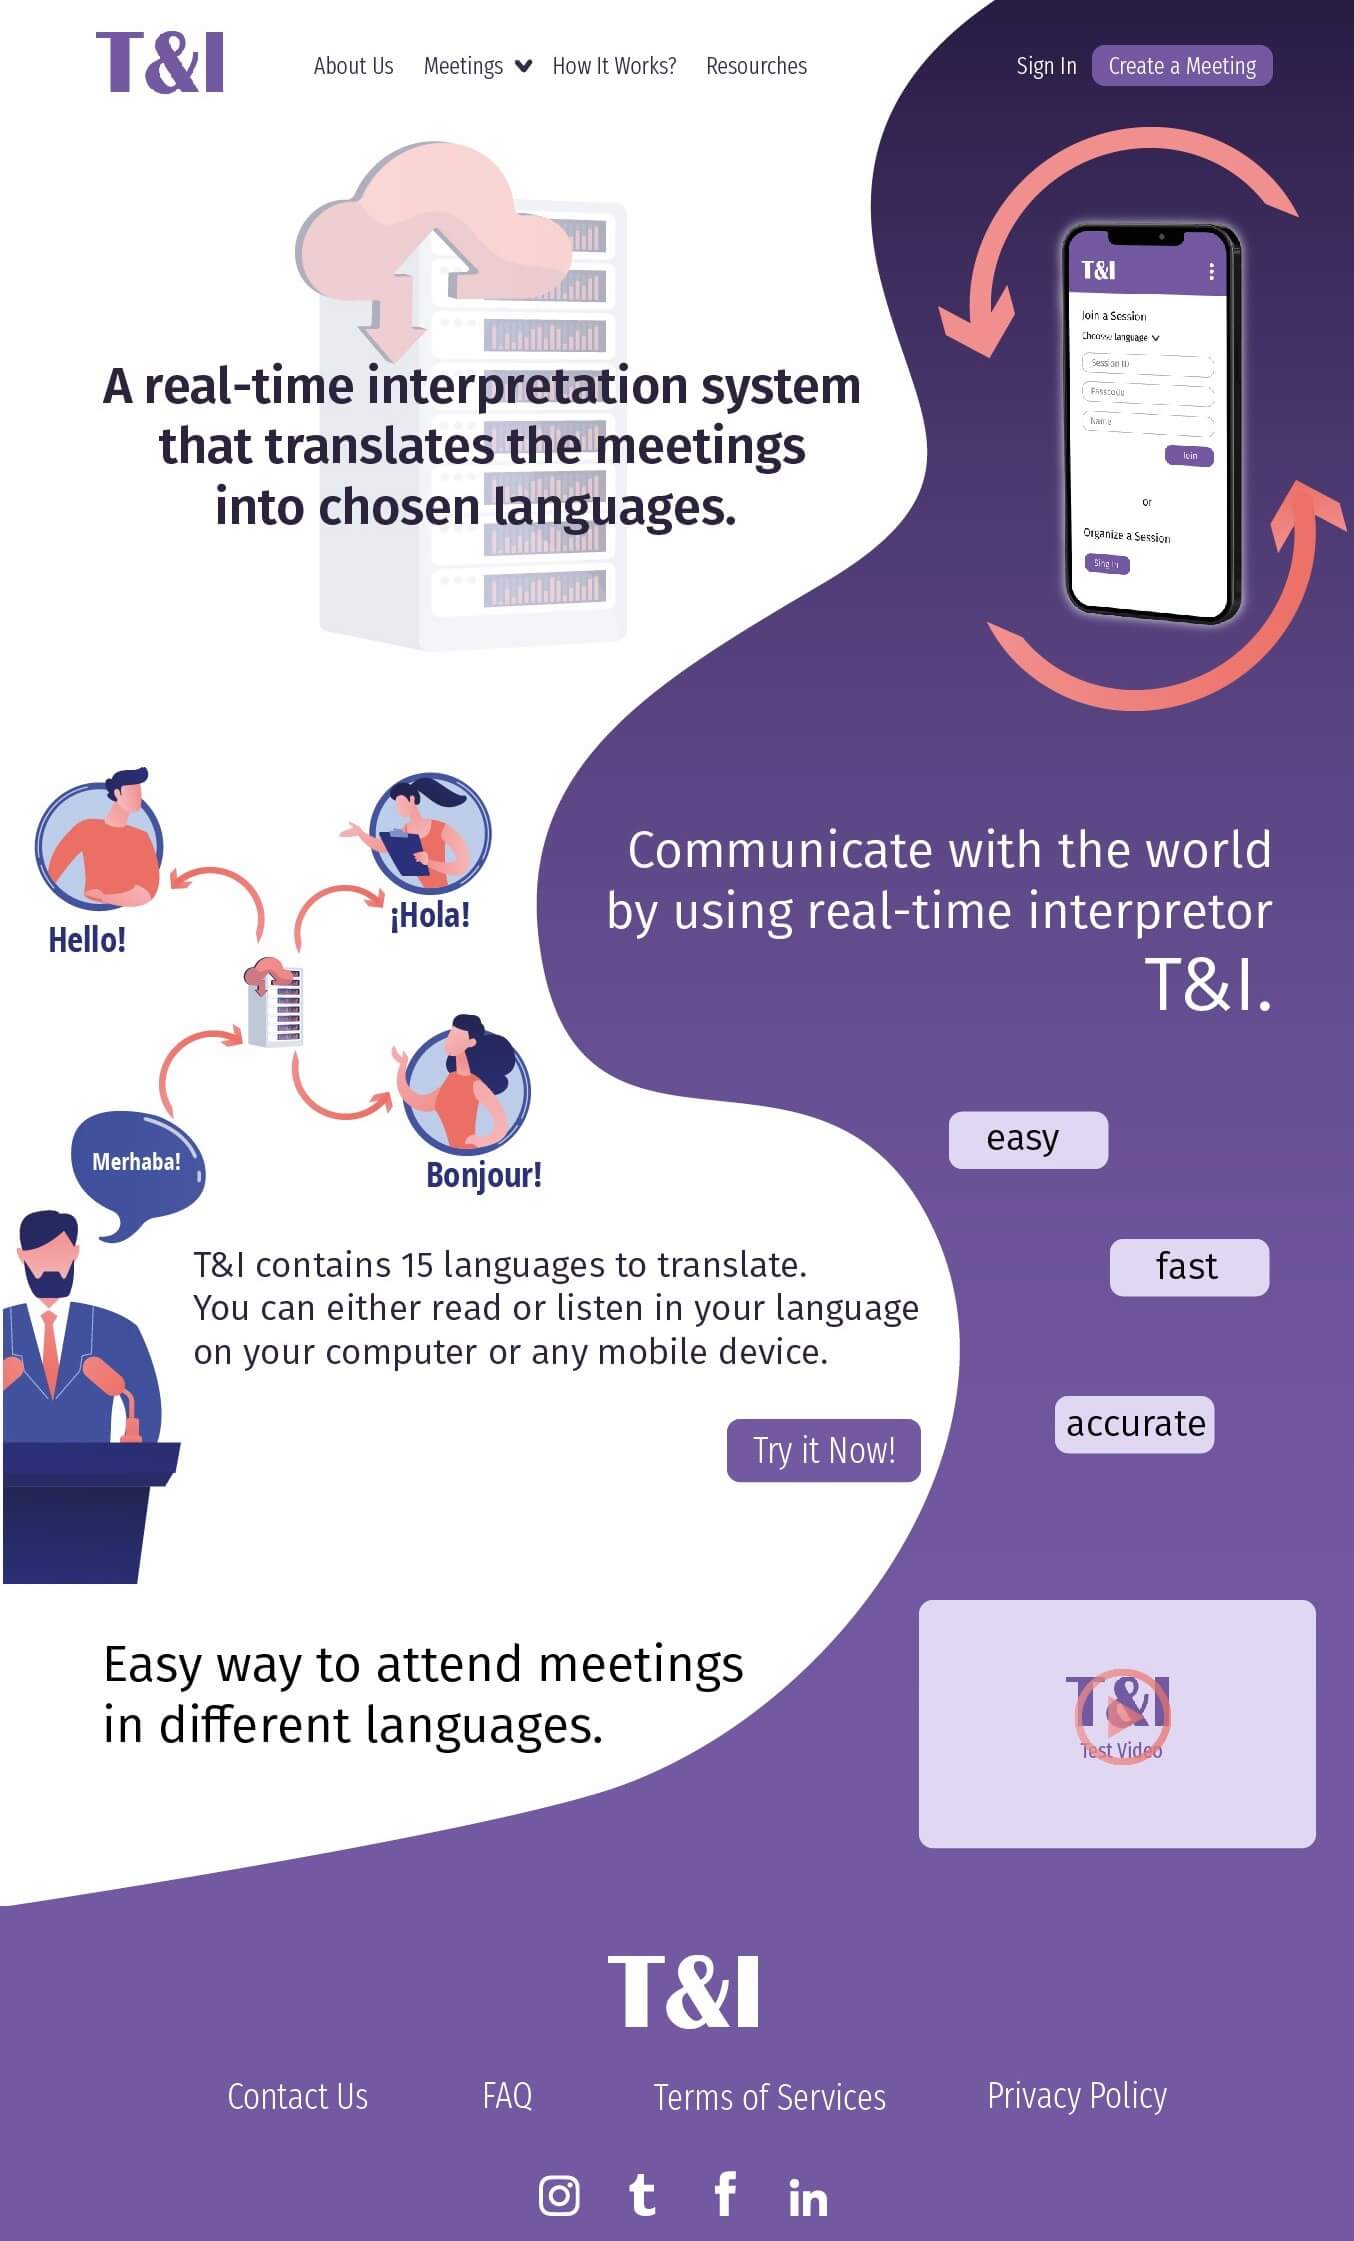 T&I
About Us
Meetings
How It Works?
Resourches
Sign In
Create a Meeting
A real-time interpretation system
that translates the meetings
into chosen languages.
T&I
Join a Session
Choosse language
Session ID
Passcode
Name
Join
or
Organize a Session
Sing In
Hello!
¡Hola!
Merhaba!
Bonjour!
Communicate with the world
by using real-time interpretor
T&I.
easy
fast
accurate
T&I contains 15 languages to translate.
You can either read or listen in your language
on your computer or any mobile device.
Try it Now!
Easy way to attend meetings
in different languages.
T&I
Test Video
T&I
Contact Us
FAQ
Terms of Services
Privacy Policy